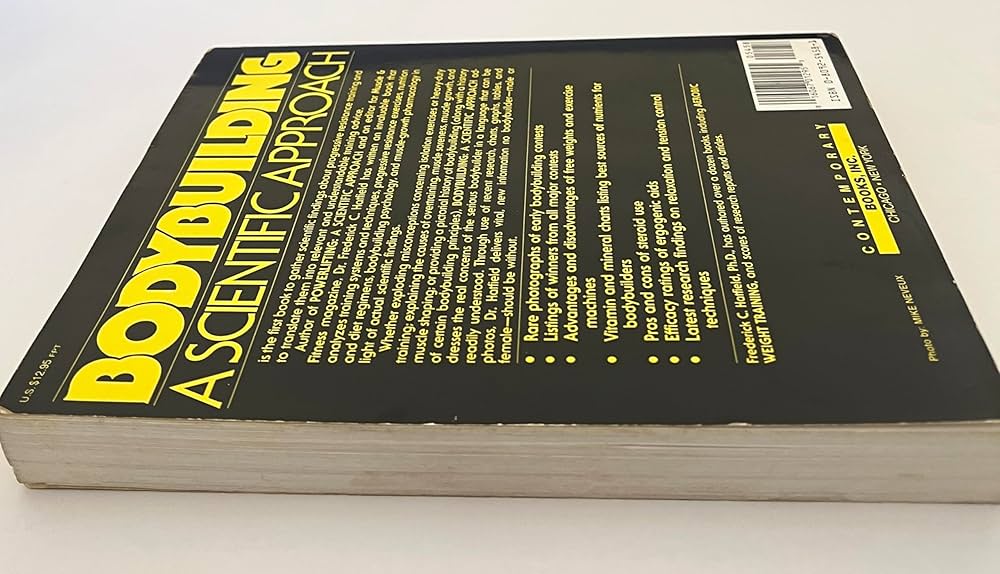 U.S. $12.95 FPT
BODYBUILDING
A SCIENTIFIC APPROACH
is the first book to gather scientific findings about progressive resistance training and
to translate them into relevant and understandable training advice.
Author of POWERLIFTING: A SCIENTIFIC APPROACH and an editor for Muscle &
Fitness magazine, Dr. Frederick C. Hatfield has written an invaluable book that
analyzes training systems and techniques, progressive resistance exercise, nutrition
and diet regimens, bodybuilding psychology, and muscle-growth pharmacology in
light of actual scientific findings.
Whether exploding misconceptions concerning isolation exercise or heavy-duty
training; explaining the causes of overtraining, muscle soreness, muscle growth, and
muscle shaping; or providing a pictorial history of bodybuilding (along with a history
of certain bodybuilding principles), BODYBUILDING: A SCIENTIFIC APPROACH ad-
dresses the real concerns of the serious bodybuilder in a language that can be
readily understood. Through use of recent research, charts, graphs, tables, and
photos, Dr. Hatfield delivers vital, new information no bodybuilder—male or
female—should be without.
• Rare photographs of early bodybuilding contests
• Listings of winners from all major contests
• Advantages and disadvantages of free weights and exercise
machines
• Vitamin and mineral charts listing best sources of nutrients for
bodybuilders
• Pros and cons of steroid use
• Efficacy ratings of ergogenic aids
• Latest research findings on relaxation and tension control
techniques
Frederick C. Hatfield, Ph.D., has authored over a dozen books, including AEROBIC
WEIGHT TRAINING, and scores of research reports and articles.
05458
ISBN 0-8092-5458-1
CONTEMPORARY
BOOKS, INC.
CHICAGO • NEW YORK
Photo by MIKE NEVEUX